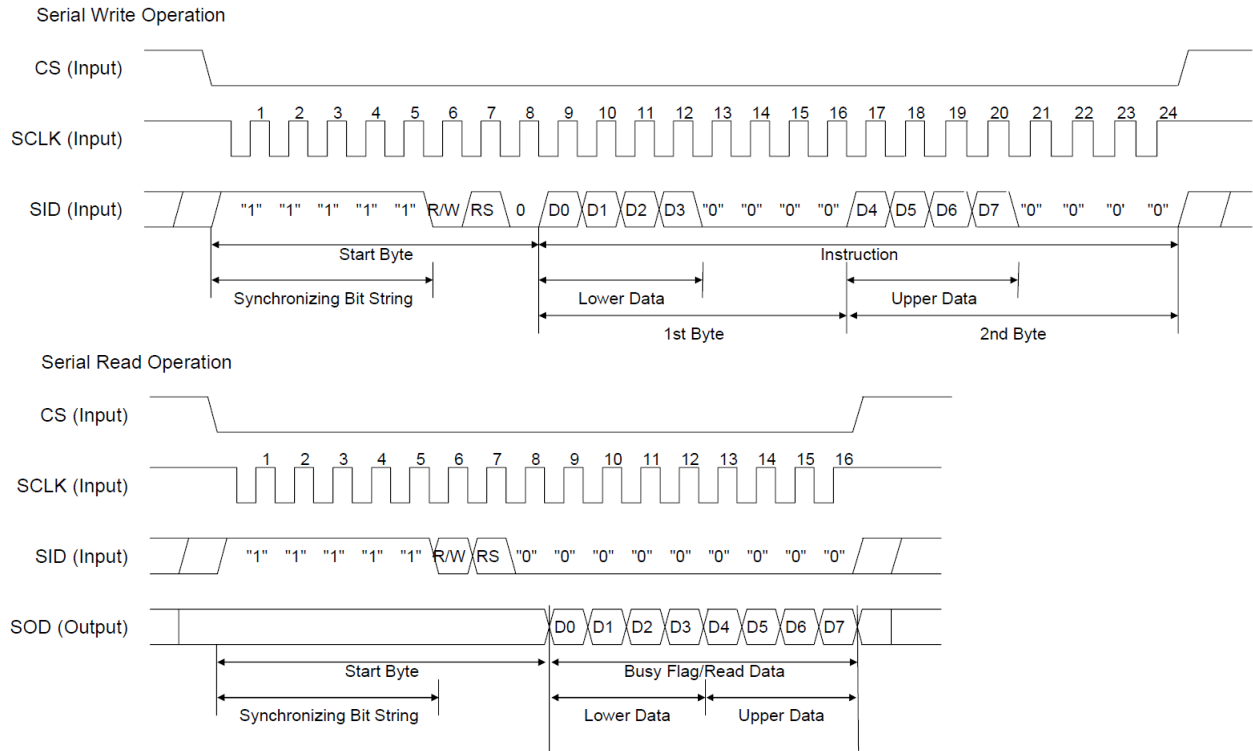 Serial Write Operation
CS (Input)
1 2 3 4 5 6 7 8 9 10 11 12 13 14 15 16 17 18 19 20 21 22 23 24
SCLK (Input)
SID (Input) "1" "1" "1" "1" "1" R/W RS 0 D0 D1 D2 D3 "0" "0" "0" "0" D4 D5 D6 D7 "0" "0" "0' "0"
Start Byte Instruction
Synchronizing Bit String Lower Data Upper Data
1st Byte 2nd Byte
Serial Read Operation
CS (Input)
1 2 3 4 5 6 7 8 9 10 11 12 13 14 15 16
SCLK (Input)
SID (Input) "1" "1" "1" "1" "1" R/W RS "0" "0" "0" "0" "0" "0" "0" "0" "0"
SOD (Output) D0 D1 D2 D3 D4 D5 D6 D7
Start Byte Busy Flag/Read Data
Synchronizing Bit String Lower Data Upper Data